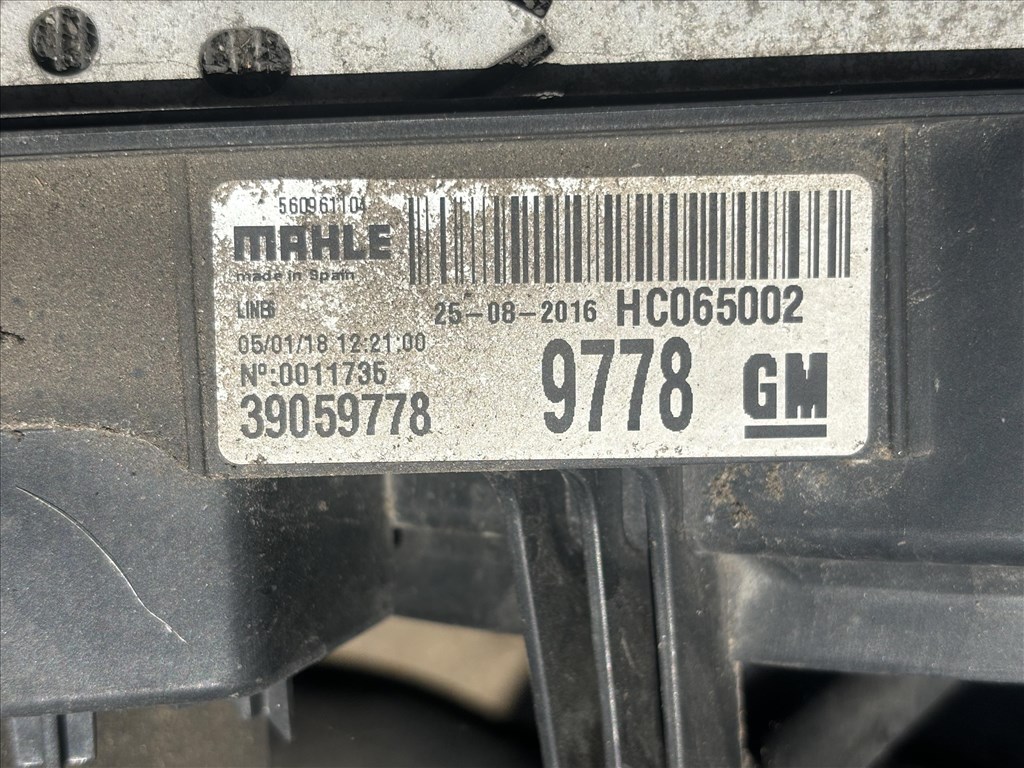 560961104
MAHLE
made in Spain
LINE6
25-08-2016 HC065002
05/01/18 12:21:00
Nº:0011735
39059778
9778
GM